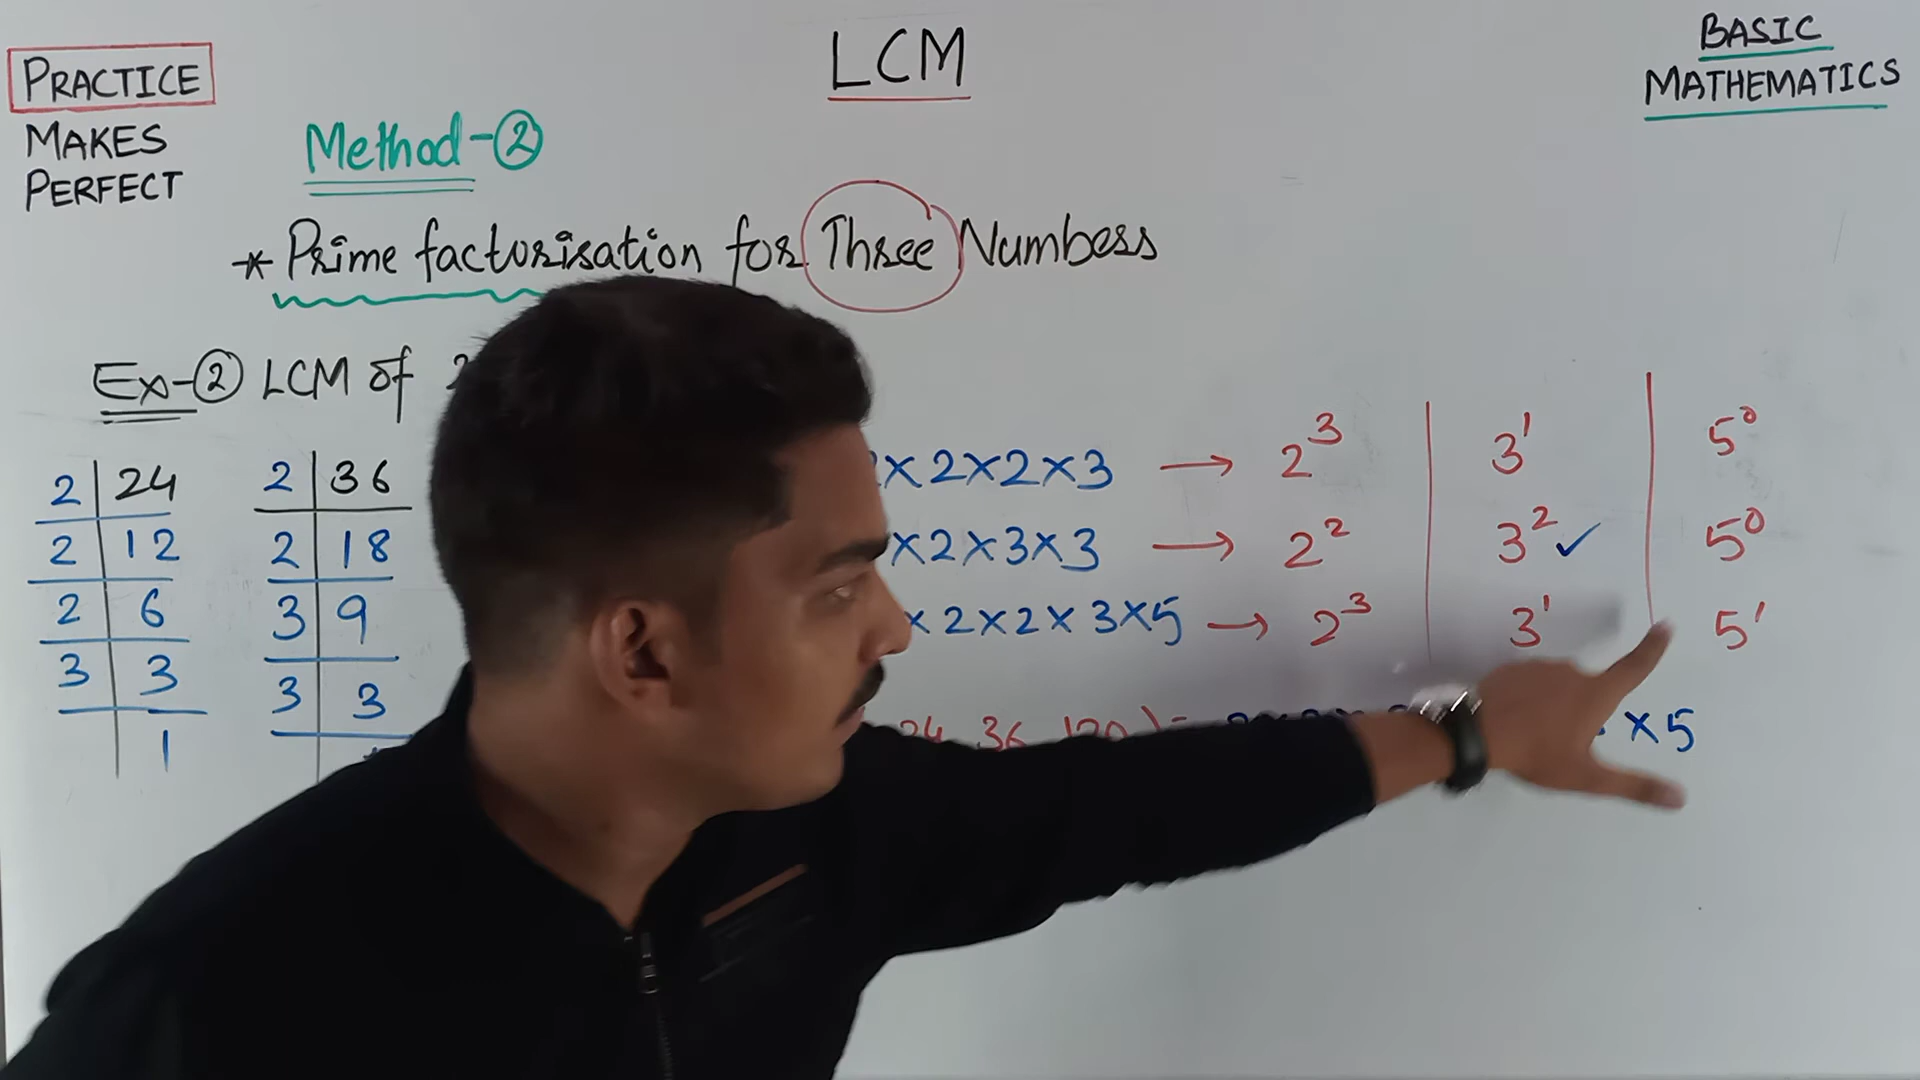 PRACTICE
MAKES
PERFECT
LCM
BASIC
MATHEMATICS
Method-②
* Prime factorisation for Three Numbers
Ex-② LCM of
2 | 24
2 | 12
2 | 6
3 | 3
1
2 | 36
2 | 18
3 | 9
3 | 3
×2×2×3 → 2³ | 3¹ | 5⁰
×2×3×3 → 2² | 3² ✓ | 5⁰
×2×2×3×5 → 2³ | 3¹ | 5¹
24, 36, 120) = ×5